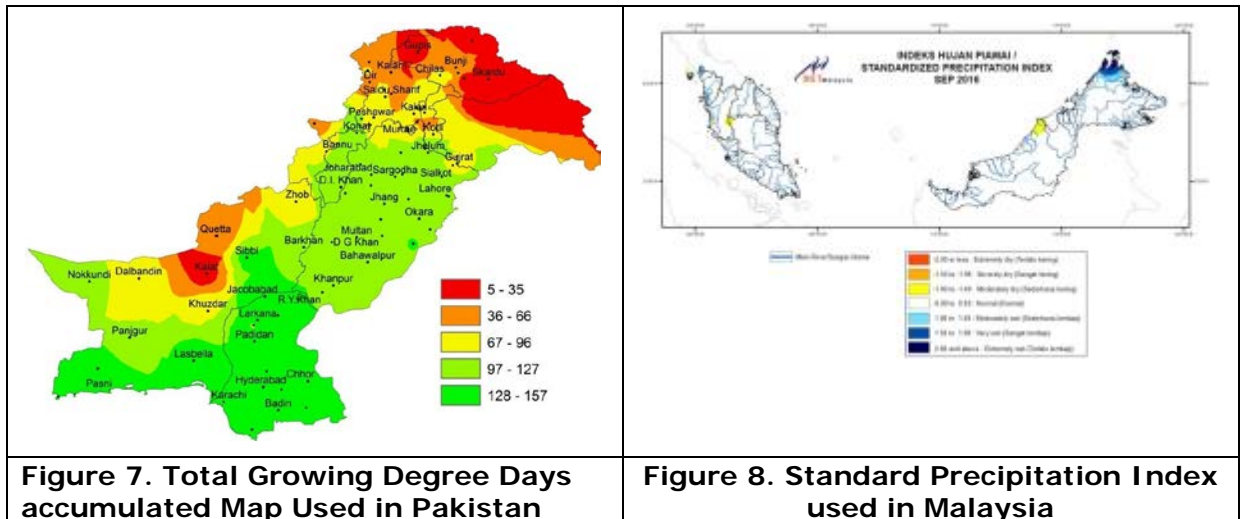 Gupis
Kalam
Bunji
Chilas
Skardu
Dir
Saidu Sharif
Peshawar
Kakul
Kohat
Murree
Kotli
Bannu
Jhelum
Gujrat
Joharabad
Sargodha
Sialkot
D.I. Khan
Lahore
Zhob
Jhang
Okara
Quetta
Multan
Sibbi
Barkhan
D G Khan
Bahawalpur
Nokkundi
Dalbandin
Kalat
Khanpur
Jacobabad
R.Y.Khan
Khuzdar
Larkana
Panjgur
Padidan
Lasbella
Pasni
Hyderabad
Chhor
Karachi
Badin
5 - 35
36 - 66
67 - 96
97 - 127
128 - 157
INDEKS HUJAN PIAWAI /
STANDARDIZED PRECIPITATION INDEX
SEP 2016
Figure 7. Total Growing Degree Days
accumulated Map Used in Pakistan
Figure 8. Standard Precipitation Index
used in Malaysia